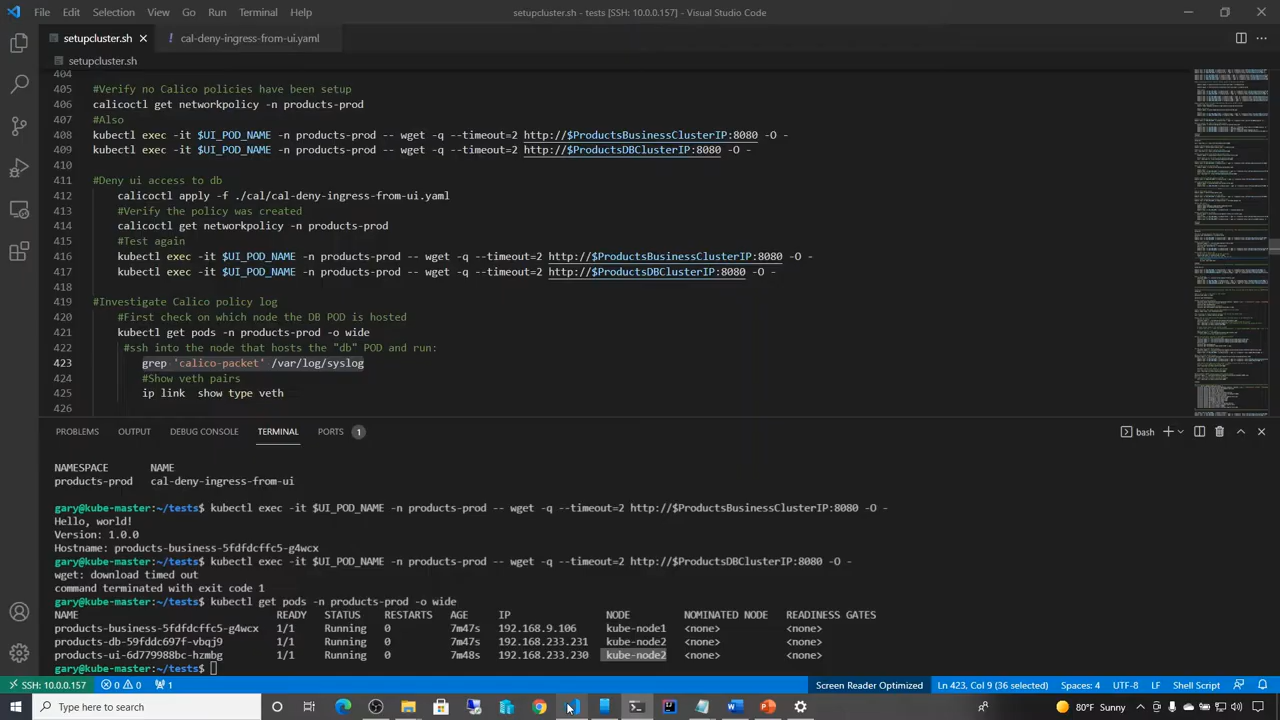 File Edit Selection View Go Run Terminal Help
setupcluster.sh - tests [SSH: 10.0.0.157] - Visual Studio Code
setupcluster.sh
cal-deny-ingress-from-ui.yaml
setupcluster.sh
404
405 #Verify no Calico policies have been setup
406 calicoctl get networkpolicy -n products-prod
407 #Also
408 kubectl exec -it $UI_POD_NAME -n products-prod -- wget -q --timeout=2 http://$ProductsBusinessClusterIP:8080 -O -
409 kubectl exec -it $UI_POD_NAME -n products-prod -- wget -q --timeout=2 http://$ProductsDBClusterIP:8080 -O -
410
411 #Deny ui access to db
412 calicoctl apply -f ./cal-deny-ingress-from-ui.yaml
413 #Verify the policy was created
414 calicoctl get networkpolicy -n products-prod
415 #Test again
416 kubectl exec -it $UI_POD_NAME -n products-prod -- wget -q --timeout=2 http://$ProductsBusinessClusterIP:8080 -O -
417 kubectl exec -it $UI_POD_NAME -n products-prod -- wget -q --timeout=2 http://$ProductsDBClusterIP:8080 -O -
418
419 #Investigate Calico policy log
420 #First check on which node the DB POD is hosted
421 kubectl get pods -n products-prod -o wide
422 #ssh into the node that hosts the DB POD and run:
423 grep 'calico-packet' /var/log/syslog
424 #Show veth pairs
425 ip link show type veth
426
PROBLEMS OUTPUT DEBUG CONSOLE TERMINAL PORTS 1
bash
NAMESPACE NAME
products-prod cal-deny-ingress-from-ui
gary@kube-master:~/tests$ kubectl exec -it $UI_POD_NAME -n products-prod -- wget -q --timeout=2 http://$ProductsBusinessClusterIP:8080 -O -
Hello, world!
Version: 1.0.0
Hostname: products-business-5fdfdcffc5-g4wcx
gary@kube-master:~/tests$ kubectl exec -it $UI_POD_NAME -n products-prod -- wget -q --timeout=2 http://$ProductsDBClusterIP:8080 -O -
wget: download timed out
command terminated with exit code 1
gary@kube-master:~/tests$ kubectl get pods -n products-prod -o wide
NAME READY STATUS RESTARTS AGE IP NODE NOMINATED NODE READINESS GATES
products-business-5fdfdcffc5-g4wcx 1/1 Running 0 7m47s 192.168.9.106 kube-node1 <none> <none>
products-db-59fddc697f-vbqj9 1/1 Running 0 7m47s 192.168.233.231 kube-node2 <none> <none>
products-ui-6d779988bc-hzmbg 1/1 Running 0 7m48s 192.168.233.230 kube-node2 <none> <none>
gary@kube-master:~/tests$
SSH: 10.0.0.157 0 0 1 Screen Reader Optimized Ln 423, Col 9 (36 selected) Spaces: 4 UTF-8 LF Shell Script
Type here to search
80°F Sunny